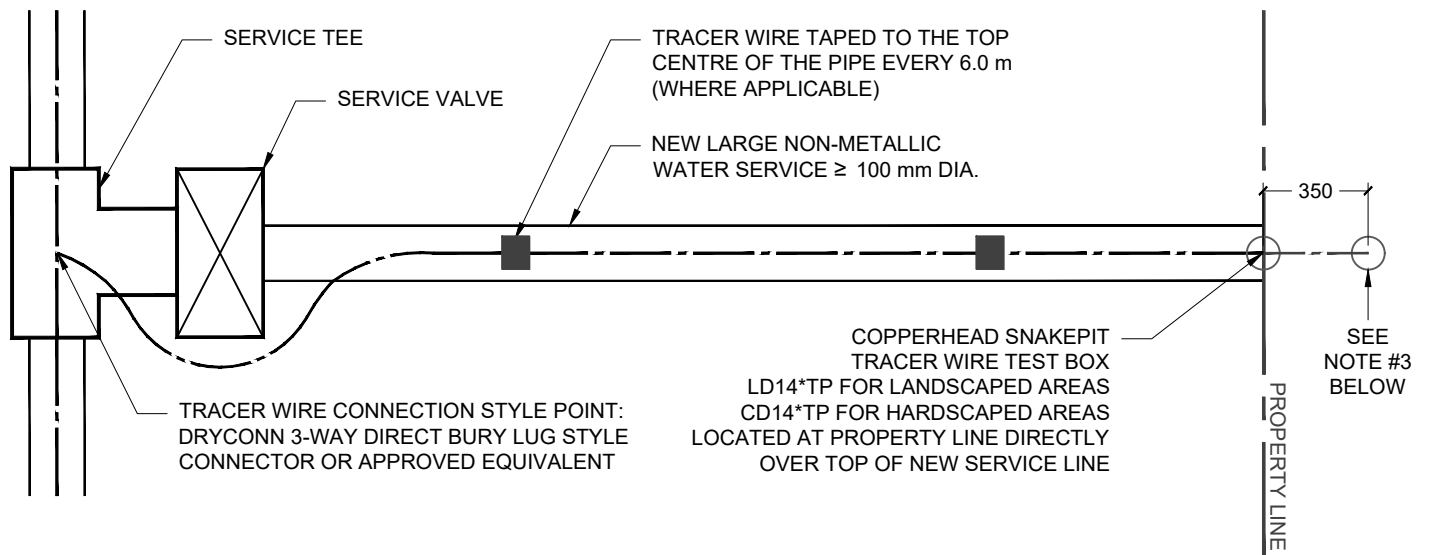 SERVICE TEE
SERVICE VALVE
TRACER WIRE TAPED TO THE TOP
CENTRE OF THE PIPE EVERY 6.0 m
(WHERE APPLICABLE)
NEW LARGE NON-METALLIC
WATER SERVICE ≥ 100 mm DIA.
350
TRACER WIRE CONNECTION STYLE POINT:
DRYCONN 3-WAY DIRECT BURY LUG STYLE
CONNECTOR OR APPROVED EQUIVALENT
COPPERHEAD SNAKEPIT
TRACER WIRE TEST BOX
LD14*TP FOR LANDSCAPED AREAS
CD14*TP FOR HARDSCAPED AREAS
LOCATED AT PROPERTY LINE DIRECTLY
OVER TOP OF NEW SERVICE LINE
SEE
NOTE #3
BELOW
PROPERTY LINE